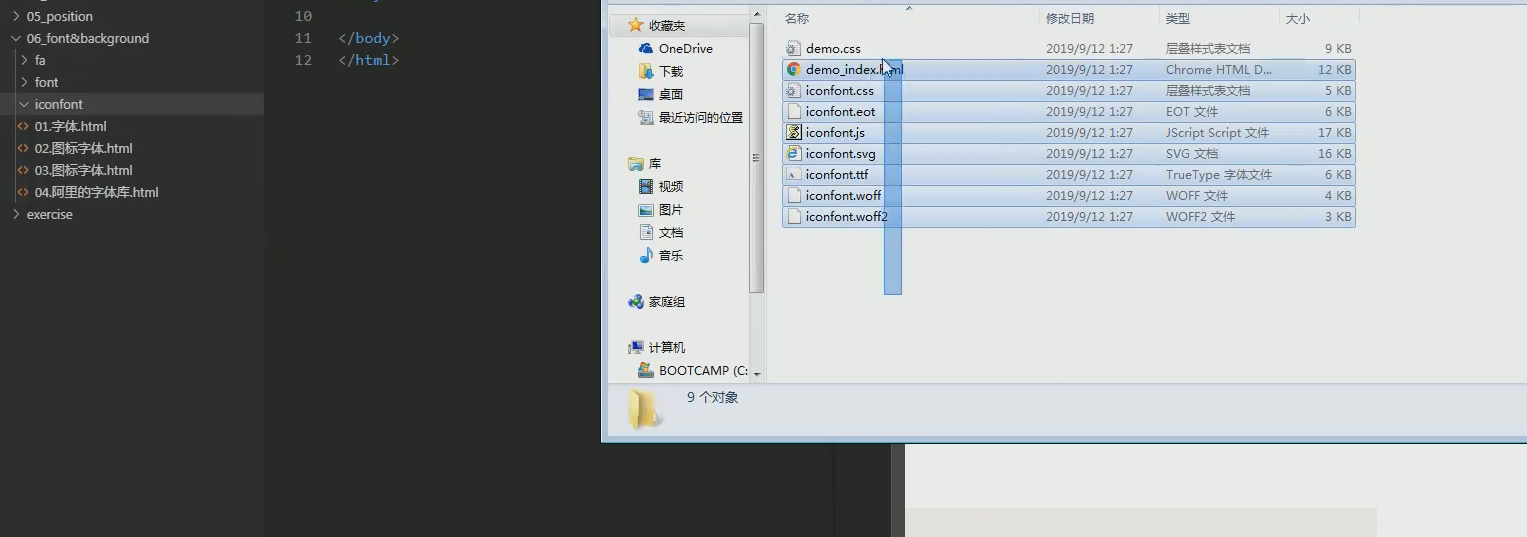 05_position
06_font&background
fa
font
iconfont
01.字体.html
02.图标字体.html
03.图标字体.html
04.阿里的字体库.html
exercise
10
11 </body>
12 </html>
收藏夹
OneDrive
下载
桌面
最近访问的位置
库
视频
图片
文档
音乐
家庭组
计算机
BOOTCAMP (C:
名称 修改日期 类型 大小
demo.css 2019/9/12 1:27 层叠样式表文档 9 KB
demo_index.html 2019/9/12 1:27 Chrome HTML D... 12 KB
iconfont.css 2019/9/12 1:27 层叠样式表文档 5 KB
iconfont.eot 2019/9/12 1:27 EOT 文件 6 KB
iconfont.js 2019/9/12 1:27 JScript Script 文件 17 KB
iconfont.svg 2019/9/12 1:27 SVG 文档 16 KB
iconfont.ttf 2019/9/12 1:27 TrueType 字体文件 6 KB
iconfont.woff 2019/9/12 1:27 WOFF 文件 4 KB
iconfont.woff2 2019/9/12 1:27 WOFF2 文件 3 KB
9 个对象